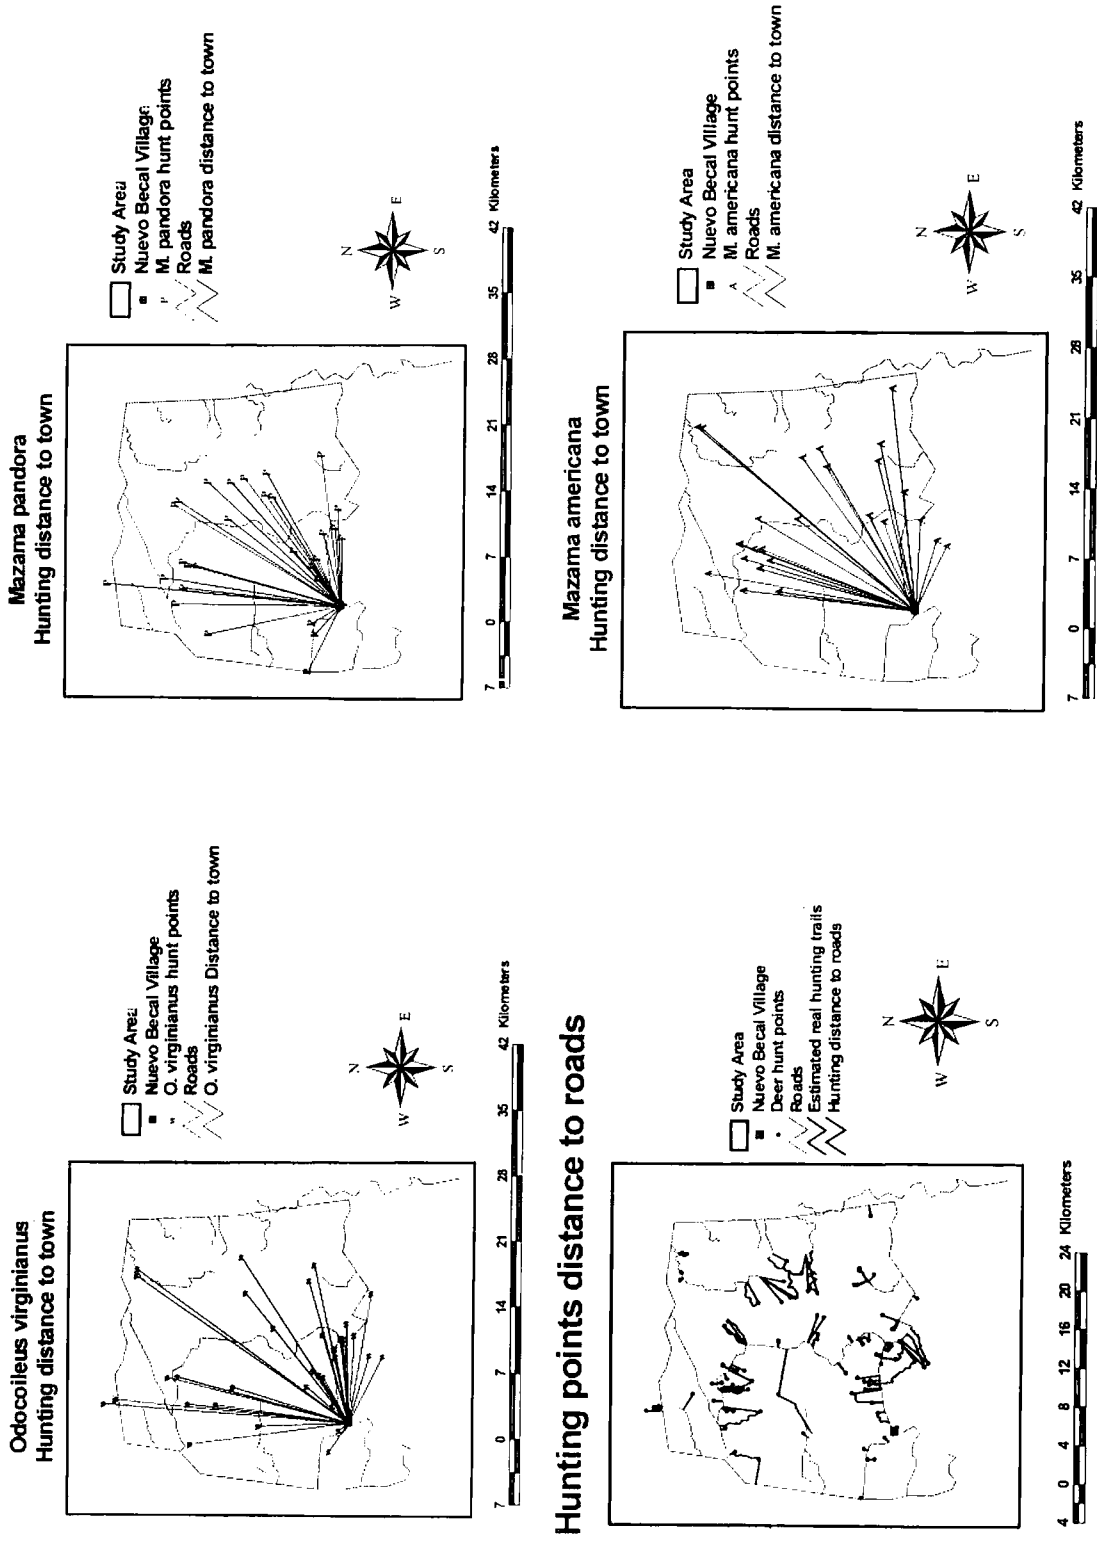 Odocoileus virginianus
Hunting distance to town
Study Area
Nuevo Becal Village
O. virginianus hunt points
Roads
O. virginianus Distance to town
N
W
E
S
7 0 7 14 21 28 35 42 Kilometers
Mazama pandora
Hunting distance to town
Study Area
Nuevo Becal Village
P M. pandora hunt points
Roads
M. pandora distance to town
N
W
E
S
7 0 7 14 21 28 35 42 Kilometers
Hunting points distance to roads
Study Area
Nuevo Becal Village
Deer hunt points
Roads
Estimated real hunting trails
Hunting distance to roads
N
W
E
S
4 0 4 8 12 16 20 24 Kilometers
Mazama americana
Hunting distance to town
Study Area
Nuevo Becal Village
A M. americana hunt points
Roads
M. americana distance to town
N
W
E
S
7 0 7 14 21 28 35 42 Kilometers